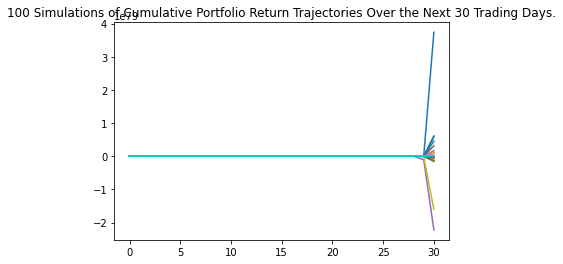 100 Simulations of Cumulative Portfolio Return Trajectories Over the Next 30 Trading Days.
1e79
4
3
2
1
0
−1
−2
0 5 10 15 20 25 30